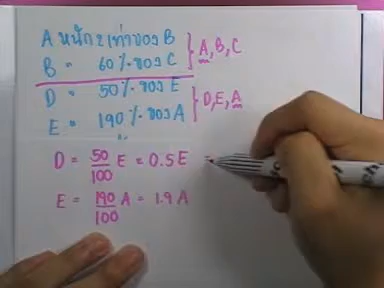 A หนัก 2 เท่าของ B
B = 60% ของ C } A, B, C
D = 50% ของ E
E = 190% ของ A } D, E, A
D = 50/100 E = 0.5E =
E = 190/100 A = 1.9 A